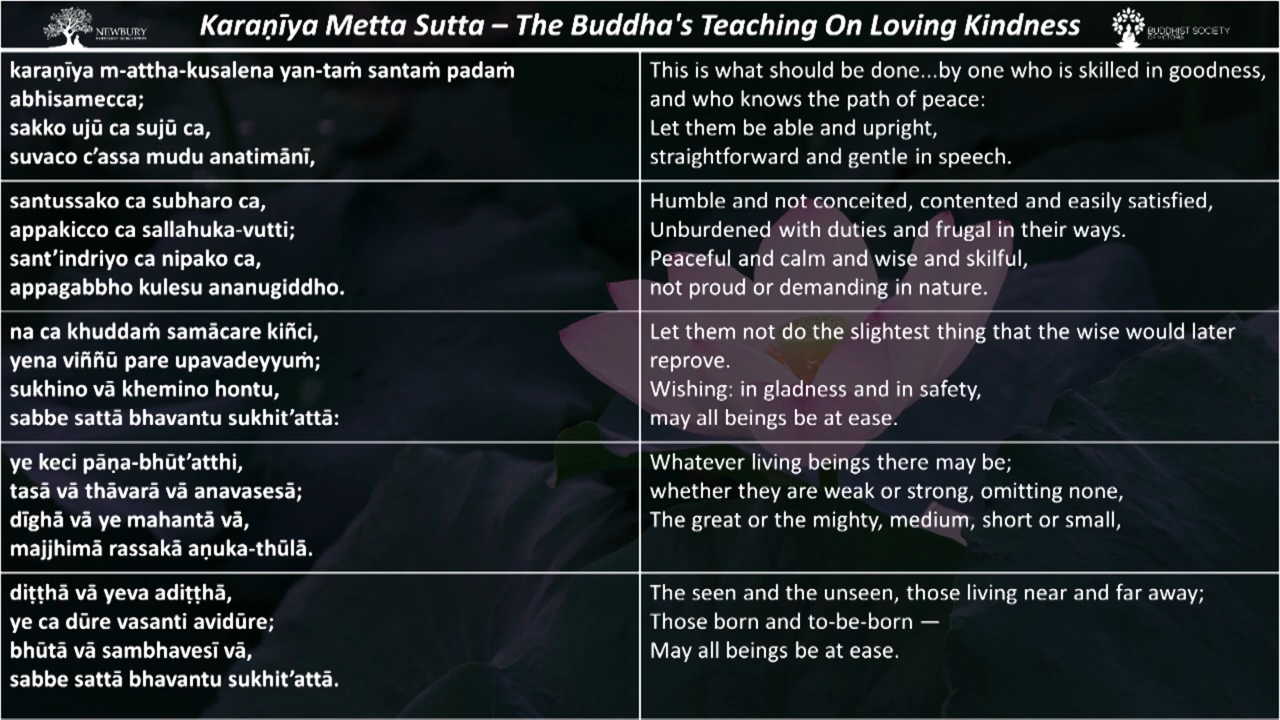 NEWBURY
Karaṇīya Metta Sutta – The Buddha's Teaching On Loving Kindness
BUDDHIST SOCIETY
OF VICTORIA
karaṇīya m-attha-kusalena yan-taṁ santaṁ padaṁ
abhisamecca;
sakko ujū ca sujū ca,
suvaco c’assa mudu anatimānī,
This is what should be done...by one who is skilled in goodness,
and who knows the path of peace:
Let them be able and upright,
straightforward and gentle in speech.
santussako ca subharo ca,
appakicco ca sallahuka-vutti;
sant’indriyo ca nipako ca,
appagabbho kulesu ananugiddho.
Humble and not conceited, contented and easily satisfied,
Unburdened with duties and frugal in their ways.
Peaceful and calm and wise and skilful,
not proud or demanding in nature.
na ca khuddaṁ samācare kiñci,
yena viññū pare upavadeyyuṁ;
sukhino vā khemino hontu,
sabbe sattā bhavantu sukhit’attā:
Let them not do the slightest thing that the wise would later
reprove.
Wishing: in gladness and in safety,
may all beings be at ease.
ye keci pāṇa-bhūt’atthi,
tasā vā thāvarā vā anavasesā;
dīghā vā ye mahantā vā,
majjhimā rassakā aṇuka-thūlā.
Whatever living beings there may be;
whether they are weak or strong, omitting none,
The great or the mighty, medium, short or small,
diṭṭhā vā yeva adiṭṭhā,
ye ca dūre vasanti avidūre;
bhūtā vā sambhavesī vā,
sabbe sattā bhavantu sukhit’attā.
The seen and the unseen, those living near and far away;
Those born and to-be-born —
May all beings be at ease.